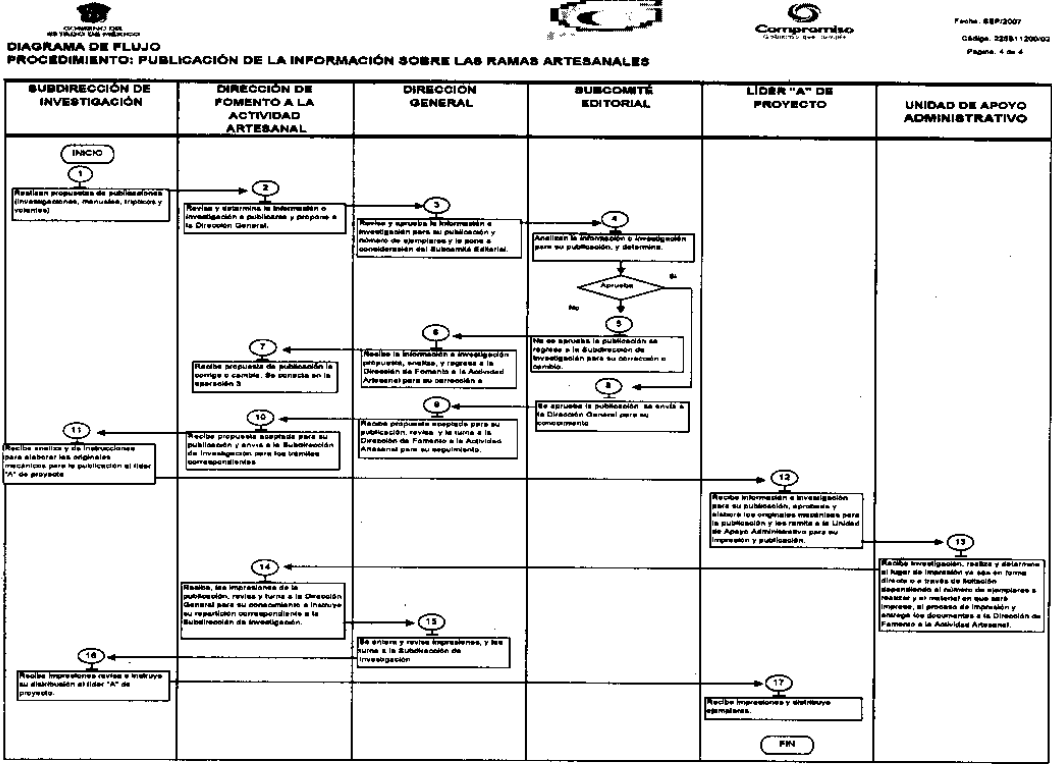 GOBIERNO DEL
ESTADO DE MÉXICO
Compromiso
Gobierno que cumple
Fecha: SEP/2007
Código: 225B11200/02
Pagina: 4 de 4
DIAGRAMA DE FLUJO
PROCEDIMIENTO: PUBLICACIÓN DE LA INFORMACIÓN SOBRE LAS RAMAS ARTESANALES
SUBDIRECCIÓN DE
INVESTIGACIÓN
DIRECCIÓN DE
FOMENTO A LA
ACTIVIDAD
ARTESANAL
DIRECCIÓN
GENERAL
SUBCOMITÉ
EDITORIAL
LÍDER "A" DE
PROYECTO
UNIDAD DE APOYO
ADMINISTRATIVO
INICIO
1
Realizan propuestas de publicaciones
(investigaciones, manuales, trípticos y
volantes)
2
Revisa y determina la información o
investigación a publicarse y propone a
la Dirección General.
3
Revisa y aprueba la información o
investigación para su publicación y
número de ejemplares y la pone a
consideración del Subcomité Editorial.
4
Analizan la información o investigación
para su publicación, y determina.
Aprueba
Si
No
5
No se aprueba la publicación se
regresa a la Subdirección de
Investigación para su corrección o
cambio.
6
Recibe la información e investigación
propuesta, analiza, y regresa a la
Dirección de Fomento a la Actividad
Artesanal para su corrección o
7
Recibe propuesta de publicación la
corrige o cambia. Se conecta en la
operación 3
8
Se aprueba la publicación se envía a
la Dirección General para su
conocimiento
9
Recibe propuesta aceptada para su
publicación, revisa, y la turna a la
Dirección de Fomento a la Actividad
Artesanal para su seguimiento.
10
Recibe propuesta aceptada para su
publicación y envía a la Subdirección
de Investigación para los trámites
correspondientes
11
Recibe analiza y da instrucciones
para elaborar los originales
mecánicos para la publicación al líder
"A" de proyecto
12
Recibe información e investigación
para su publicación, aprobada y
elabora los originales mecánicos para
la publicación y los remite a la Unidad
de Apoyo Administrativo para su
impresión y publicación.
13
Recibe investigación, realiza y determina
el lugar de impresión ya sea en forma
directa o a través de licitación
dependiendo el número de ejemplares a
realizar y el material en que será
impreso, al proceso de impresión y
entrega los documentos a la Dirección de
Fomento a la Actividad Artesanal.
14
Recibe, las impresiones de la
publicación, revisa y turna a la Dirección
General para su conocimiento e instruye
su repartición correspondiente a la
Subdirección de Investigación.
15
Se entera y revisa impresiones, y las
turna a la Subdirección de
Investigación
16
Recibe impresiones revisa e instruye
su distribución al líder "A" de
proyecto.
17
Recibe impresiones y distribuye
ejemplares.
FIN